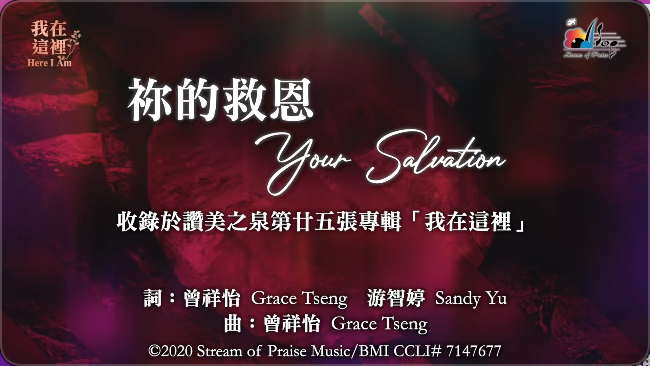 我在
這裡
Here I Am
Stream of Praise
祢的救恩
Your Salvation
收錄於讚美之泉第廿五張專輯「我在這裡」
詞：曾祥怡 Grace Tseng 游智婷 Sandy Yu
曲：曾祥怡 Grace Tseng
©2020 Stream of Praise Music/BMI CCLI# 7147677